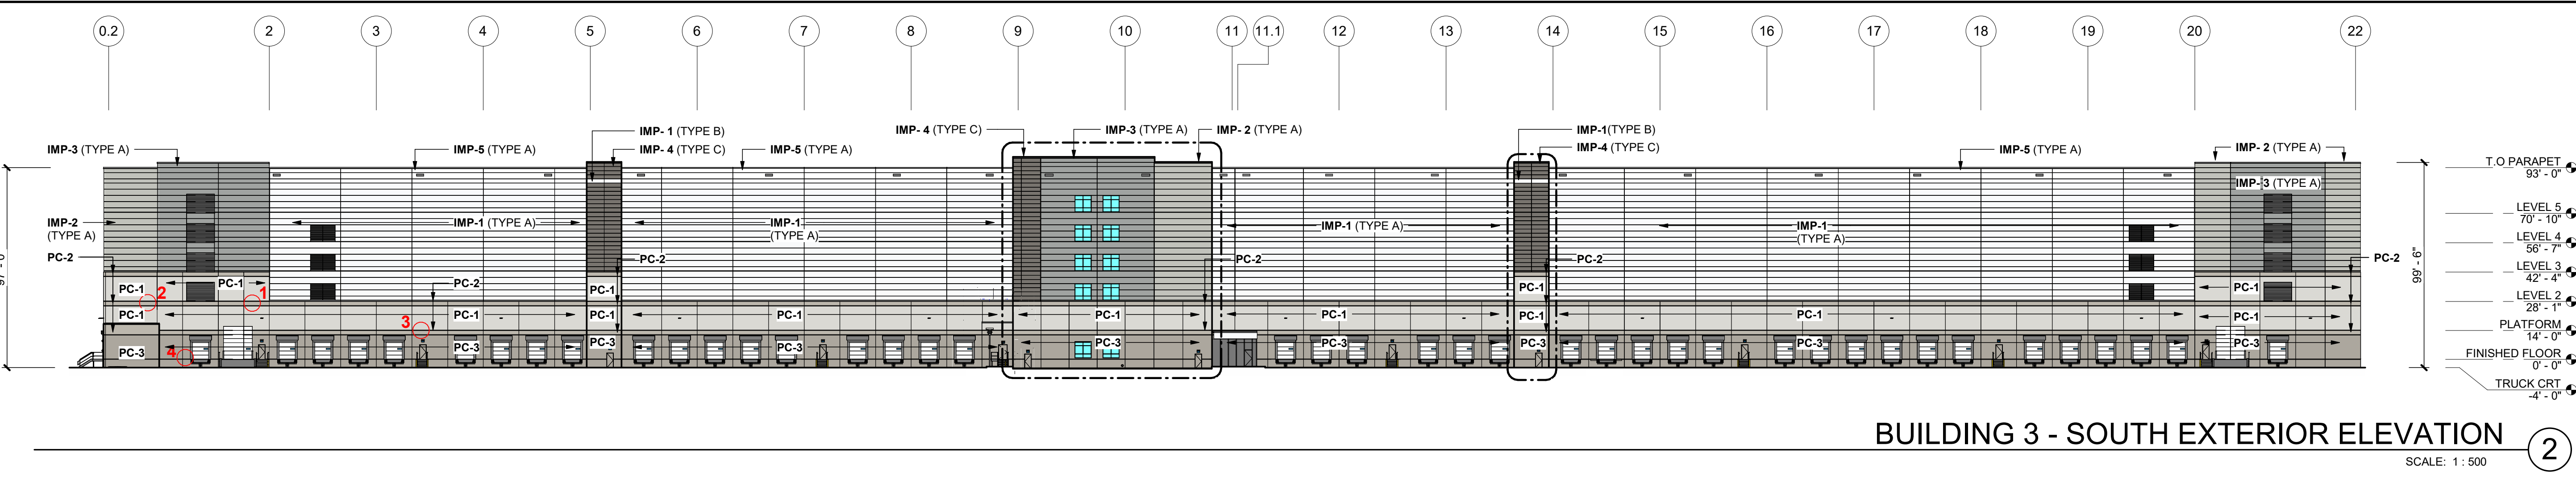 0.2 2 3 4 5 6 7 8 9 10 11 11.1 12 13 14 15 16 17 18 19 20 22
IMP- 1 (TYPE B)
IMP- 4 (TYPE C)
IMP-3 (TYPE A)
IMP- 2 (TYPE A)
IMP-1(TYPE B)
IMP-3 (TYPE A)
IMP-5 (TYPE A)
IMP- 4 (TYPE C)
IMP-5 (TYPE A)
IMP-4 (TYPE C)
IMP-5 (TYPE A)
IMP- 2 (TYPE A)
T.O PARAPET
93' - 0"
IMP- 3 (TYPE A)
LEVEL 5
70' - 10"
IMP-2
(TYPE A)
IMP-1 (TYPE A)
IMP-1
(TYPE A)
IMP-1 (TYPE A)
IMP-1
(TYPE A)
LEVEL 4
56' - 7"
PC-2
PC-2
PC-2
PC-2
PC-2
LEVEL 3
42' - 4"
97' - 0"
99' - 6"
PC-1
PC-1
PC-2
PC-1
PC-1
PC-1
2
1
LEVEL 2
28' - 1"
PC-1 PC-1 PC-1 PC-1 PC-1 PC-1 PC-1 PC-1 PC-1
3
PLATFORM
14' - 0"
PC-3 PC-3 PC-3 PC-3 PC-3 PC-3 PC-3 PC-3 PC-3
4
FINISHED FLOOR
0' - 0"
TRUCK CRT
-4' - 0"
BUILDING 3 - SOUTH EXTERIOR ELEVATION
2
SCALE: 1 : 500